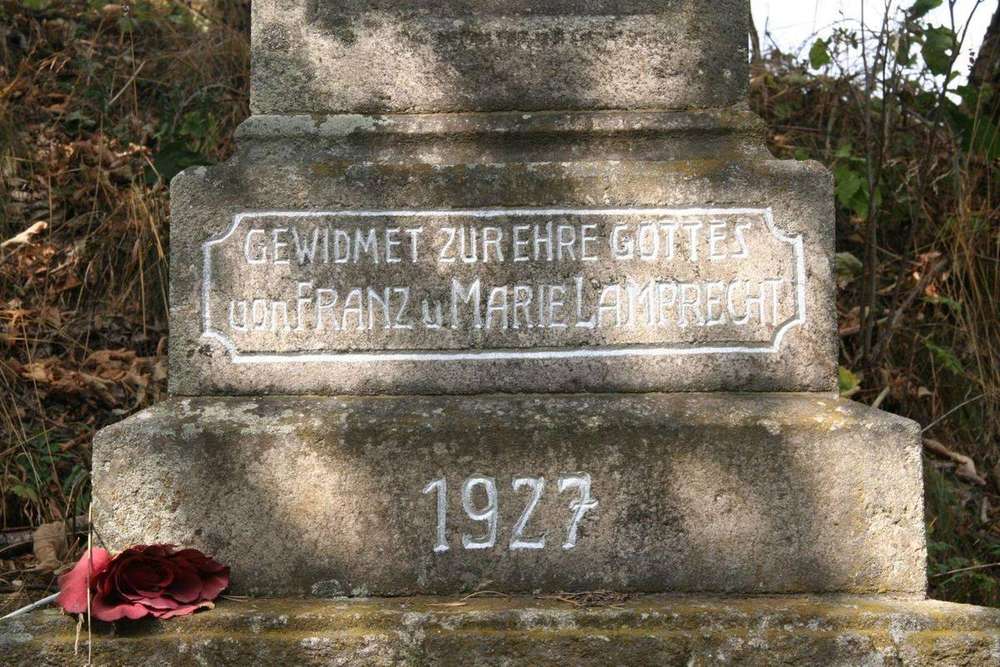 GEWIDMET ZUR EHRE GOTTES
von FRANZ u MARIE LAMPRECHT
1927